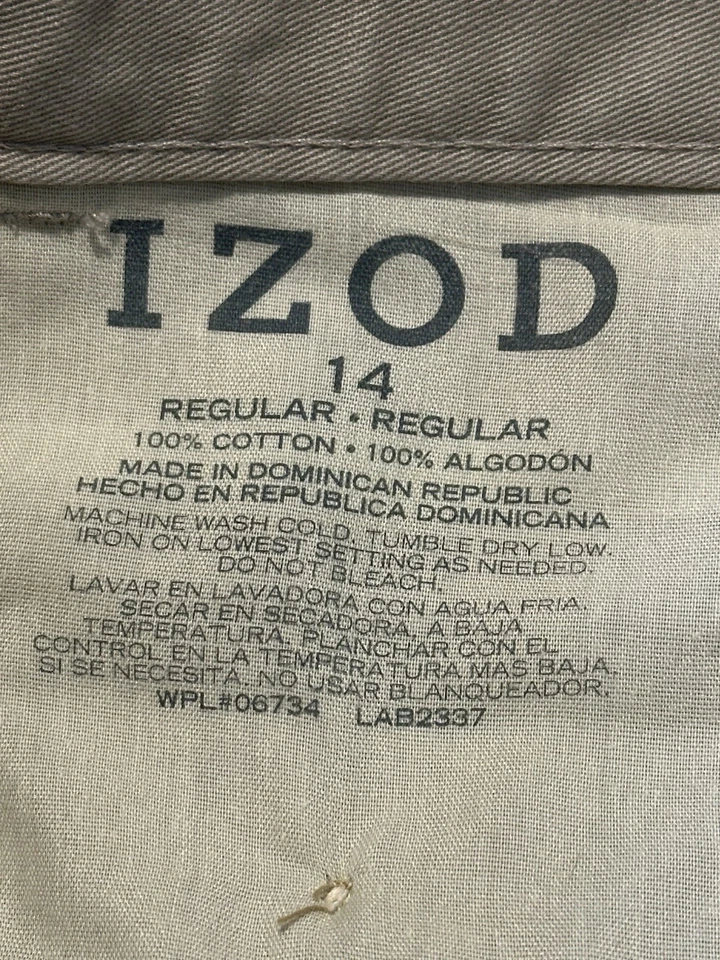 IZOD
14
REGULAR • REGULAR
100% COTTON • 100% ALGODÓN
MADE IN DOMINICAN REPUBLIC
HECHO EN REPUBLICA DOMINICANA
MACHINE WASH COLD. TUMBLE DRY LOW.
IRON ON LOWEST SETTING AS NEEDED.
DO NOT BLEACH.
LAVAR EN LAVADORA CON AGUA FRIA.
SECAR EN SECADORA, A BAJA
TEMPERATURA. PLANCHAR CON EL
CONTROL EN LA TEMPERATURA MAS BAJA.
SI SE NECESITA. NO USAR BLANQUEADOR.
WPL#06734 LAB2337